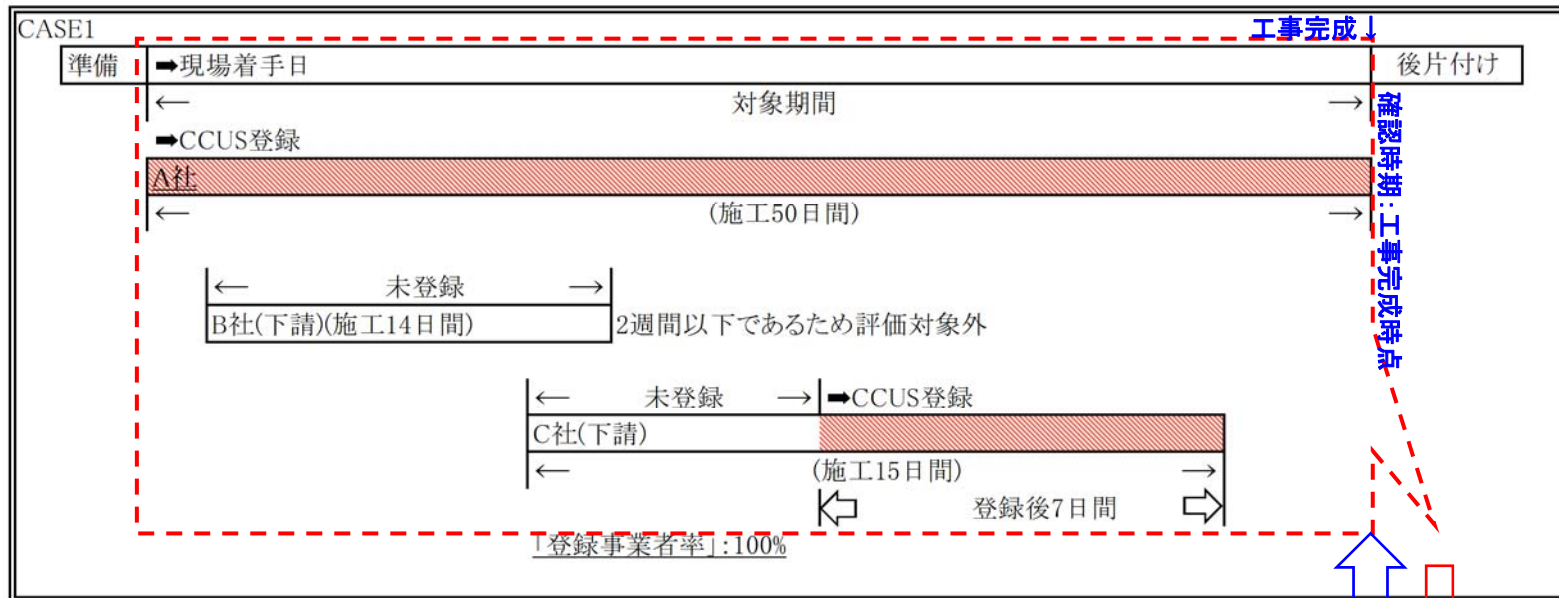 CASE1
工事完成↓
準備
➡現場着手日
後片付け
← 対象期間 →
確認時期:工事完成時点
➡CCUS登録
A社
← (施工50日間) →
← 未登録 →
B社(下請)(施工14日間)
2週間以下であるため評価対象外
← 未登録 →
➡CCUS登録
C社(下請)
← (施工15日間) →
登録後7日間
「登録事業者率」:100%